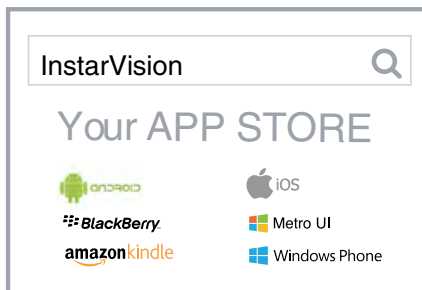 InstarVision
Your APP STORE
android iOS
BlackBerry. Metro UI
amazonkindle Windows Phone